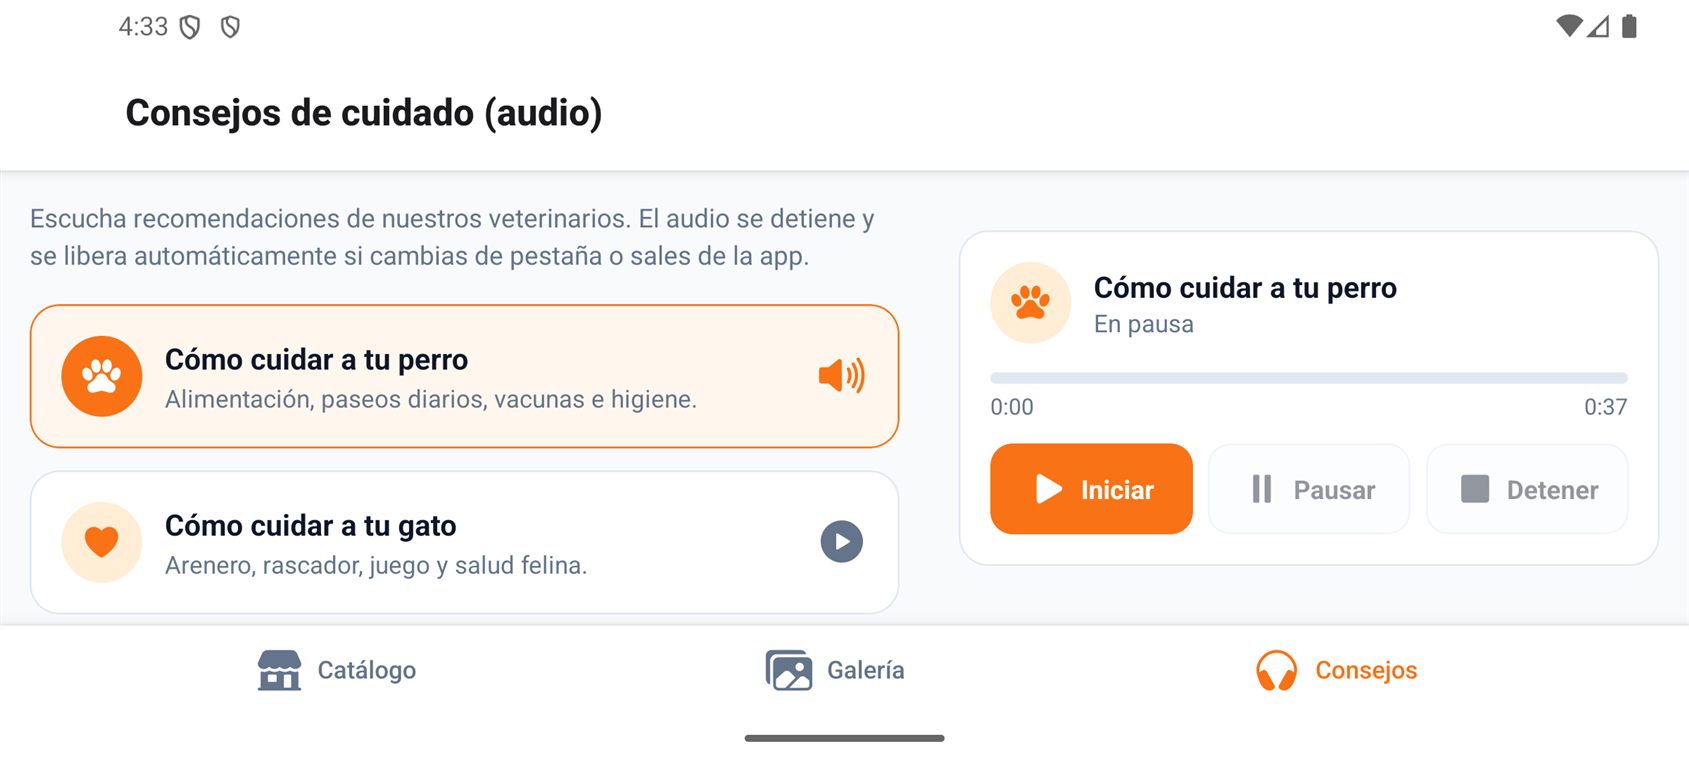 4:33
Consejos de cuidado (audio)
Escucha recomendaciones de nuestros veterinarios. El audio se detiene y
se libera automáticamente si cambias de pestaña o sales de la app.
Cómo cuidar a tu perro
Alimentación, paseos diarios, vacunas e higiene.
Cómo cuidar a tu gato
Arenero, rascador, juego y salud felina.
Cómo cuidar a tu perro
En pausa
0:00 0:37
Iniciar Pausar Detener
Catálogo Galería Consejos